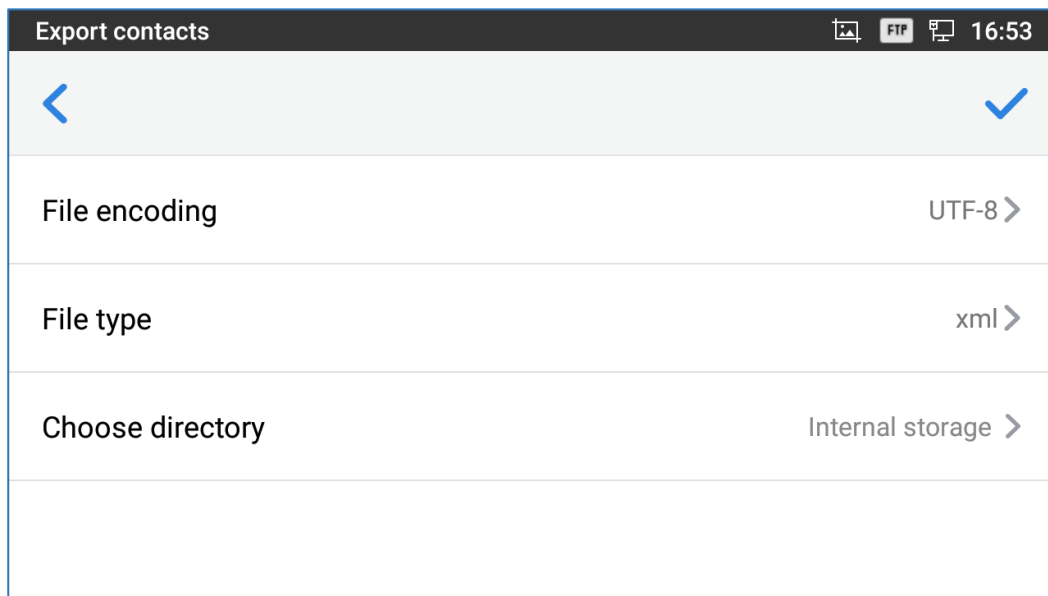 Export contacts FTP 16:53
File encoding UTF-8
File type xml
Choose directory Internal storage